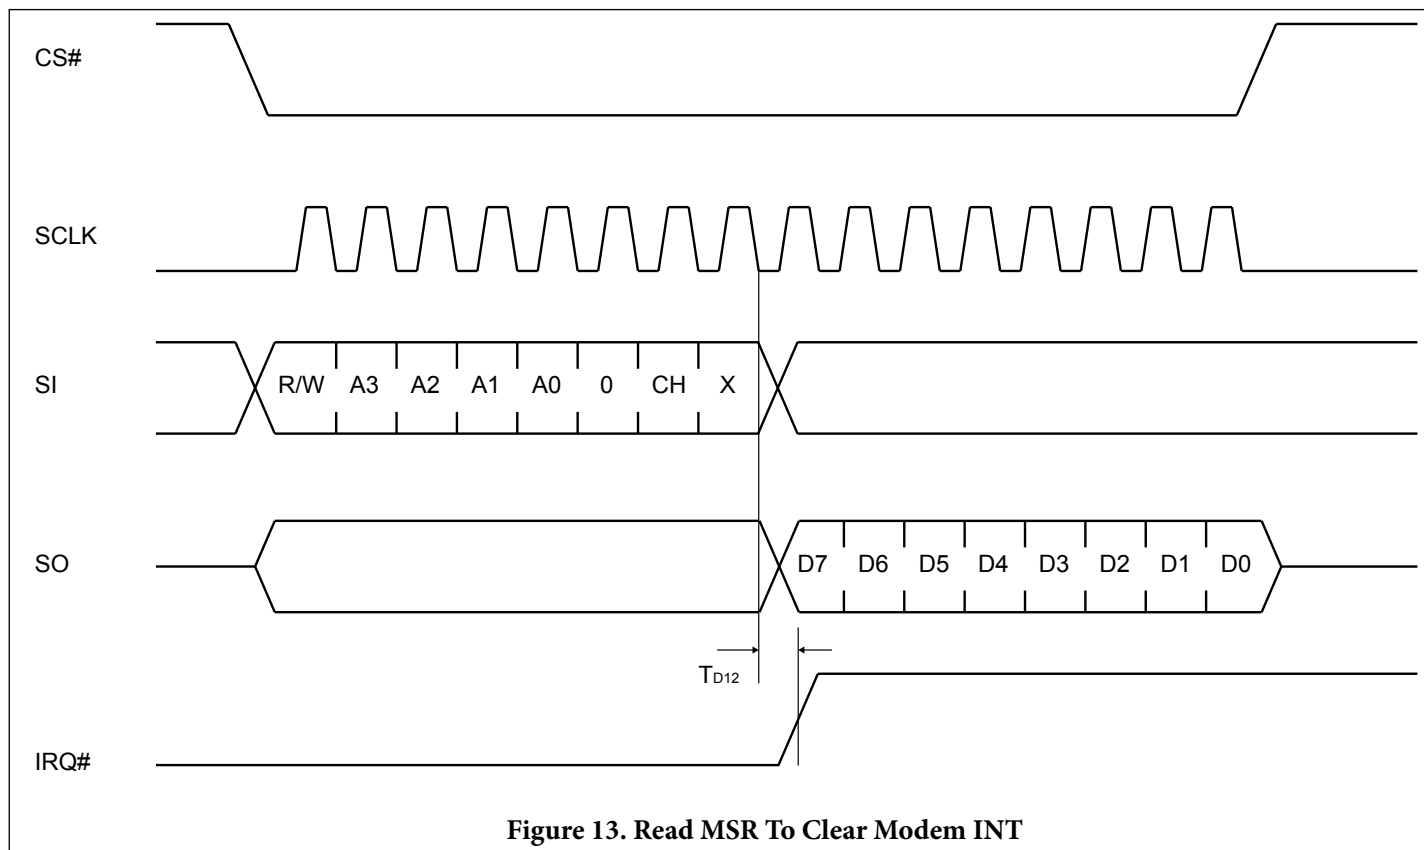 CS#
SCLK
SI
R/W A3 A2 A1 A0 0 CH X
SO
D7 D6 D5 D4 D3 D2 D1 D0
TD12
IRQ#
Figure 13. Read MSR To Clear Modem INT